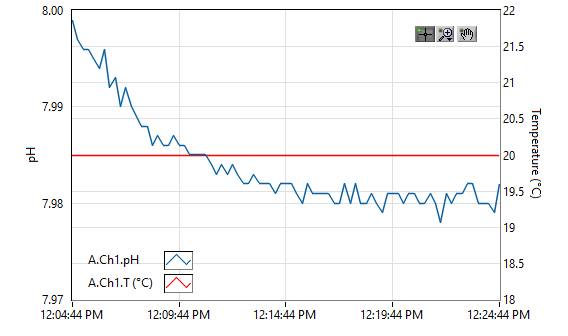 8.00
7.99
7.98
7.97
pH
22
21.5
21
20.5
20
19.5
19
18.5
18
Temperature (°C)
A.Ch1.pH
A.Ch1.T (°C)
12:04:44 PM 12:09:44 PM 12:14:44 PM 12:19:44 PM 12:24:44 PM